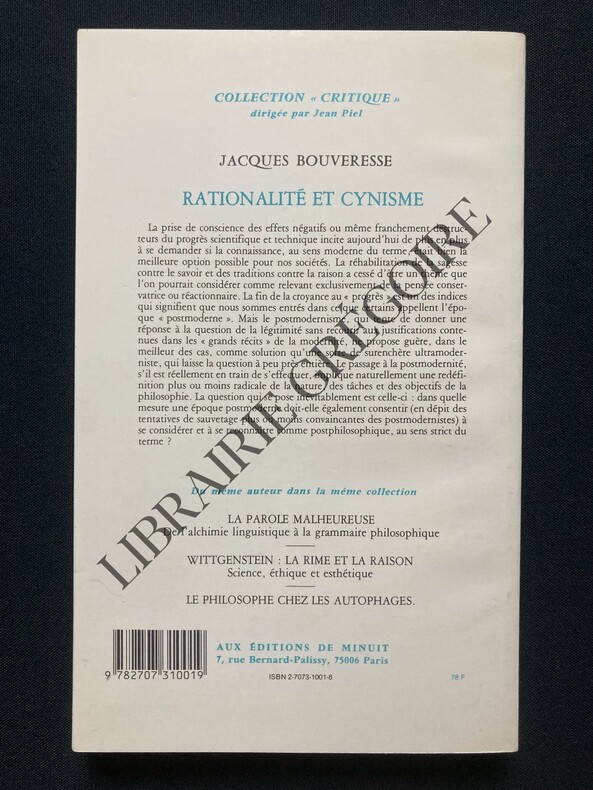 COLLECTION « CRITIQUE »
dirigée par Jean Piel
JACQUES BOUVERESSE
RATIONALITÉ ET CYNISME
La prise de conscience des effets négatifs ou même franchement destruc-
teurs du progrès scientifique et technique incite aujourd'hui de plus en plus
à se demander si la connaissance, au sens moderne du terme, était bien la
meilleure option possible pour nos sociétés. La réhabilitation de la sagesse
contre le savoir et des traditions contre la raison a cessé d'être un thème que
l'on pourrait considérer comme relevant exclusivement de la pensée conser-
vatrice ou réactionnaire. La fin de la croyance au « progrès » est un des indices
qui signifient que nous sommes entrés dans ce que certains appellent l'épo-
que « postmoderne ». Mais le postmodernisme, qui essaie de donner une
réponse à la question de la légitimité sans recourir aux justifications conte-
nues dans les « grands récits » de la modernité, ne propose guère, dans le
meilleur des cas, comme solution qu'une sorte de surenchère ultramoder-
niste, qui laisse la question à peu près entière. Le passage à la postmodernité,
s'il est réellement en train de s'effectuer, implique naturellement une redéfi-
nition plus ou moins radicale de la nature, des tâches et des objectifs de la
philosophie. La question qui se pose inévitablement est celle-ci : dans quelle
mesure une époque postmoderne doit-elle également consentir (en dépit des
tentatives de sauvetage plus ou moins convaincantes des postmodernistes) à
se considérer et à se reconnaître comme postphilosophique, au sens strict du
terme ?
Du même auteur dans la même collection
LA PAROLE MALHEUREUSE
De l'alchimie linguistique à la grammaire philosophique
WITTGENSTEIN : LA RIME ET LA RAISON
Science, éthique et esthétique
LE PHILOSOPHE CHEZ LES AUTOPHAGES.
AUX ÉDITIONS DE MINUIT
7, rue Bernard-Palissy, 75006 Paris
9 782707 310019
ISBN 2-7073-1001-8
78 F
LIBRAIRIE GRÉGOIRE